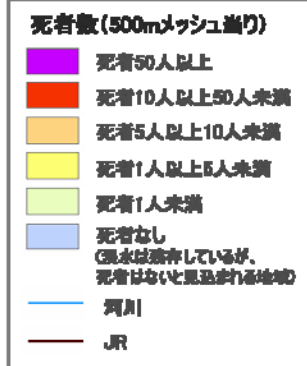 死者数(500mメッシュ当り)
死者50人以上
死者10人以上50人未満
死者5人以上10人未満
死者1人以上5人未満
死者1人未満
死者なし
(浸水は残存しているが、
死者はないと見込まれる地域)
河川
JR